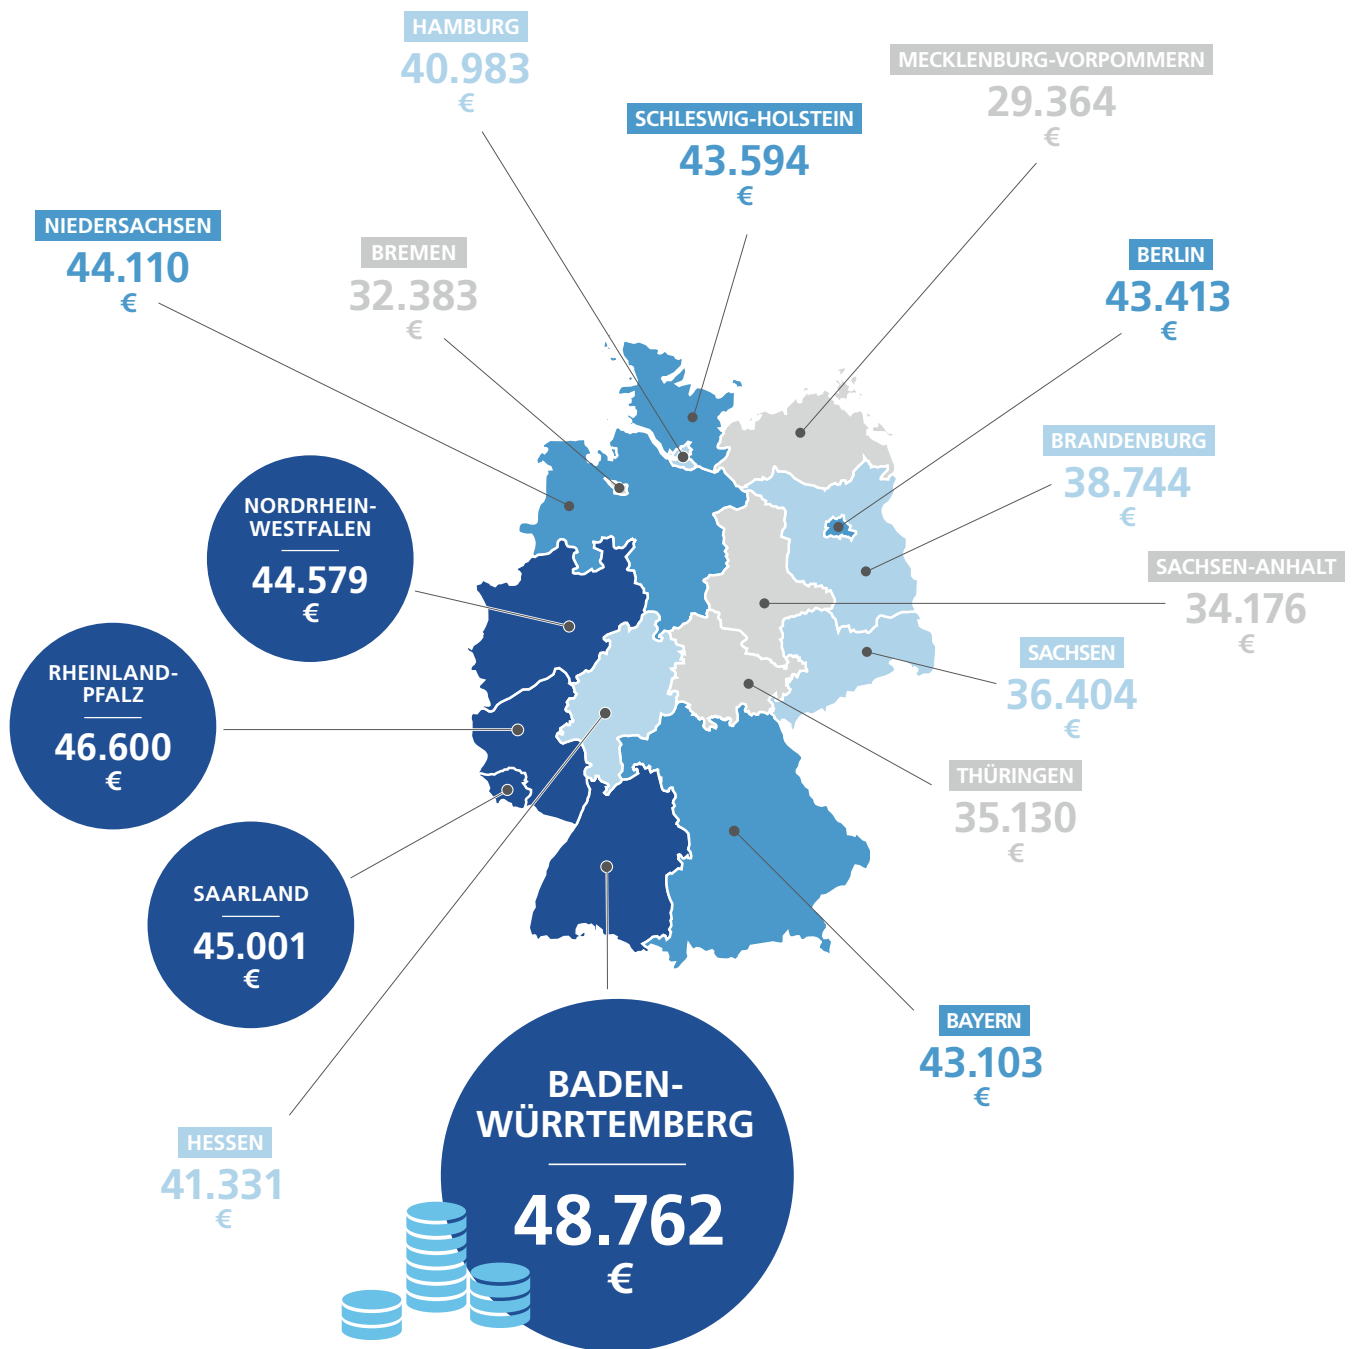 HAMBURG
40.983
€
MECKLENBURG-VORPOMMERN
29.364
€
SCHLESWIG-HOLSTEIN
43.594
€
NIEDERSACHSEN
44.110
€
BREMEN
32.383
€
BERLIN
43.413
€
BRANDENBURG
38.744
€
NORDRHEIN-
WESTFALEN
44.579
€
SACHSEN-ANHALT
34.176
€
SACHSEN
36.404
€
RHEINLAND-
PFALZ
46.600
€
THÜRINGEN
35.130
€
SAARLAND
45.001
€
BAYERN
43.103
€
HESSEN
41.331
€
BADEN-
WÜRRTEMBERG
48.762
€